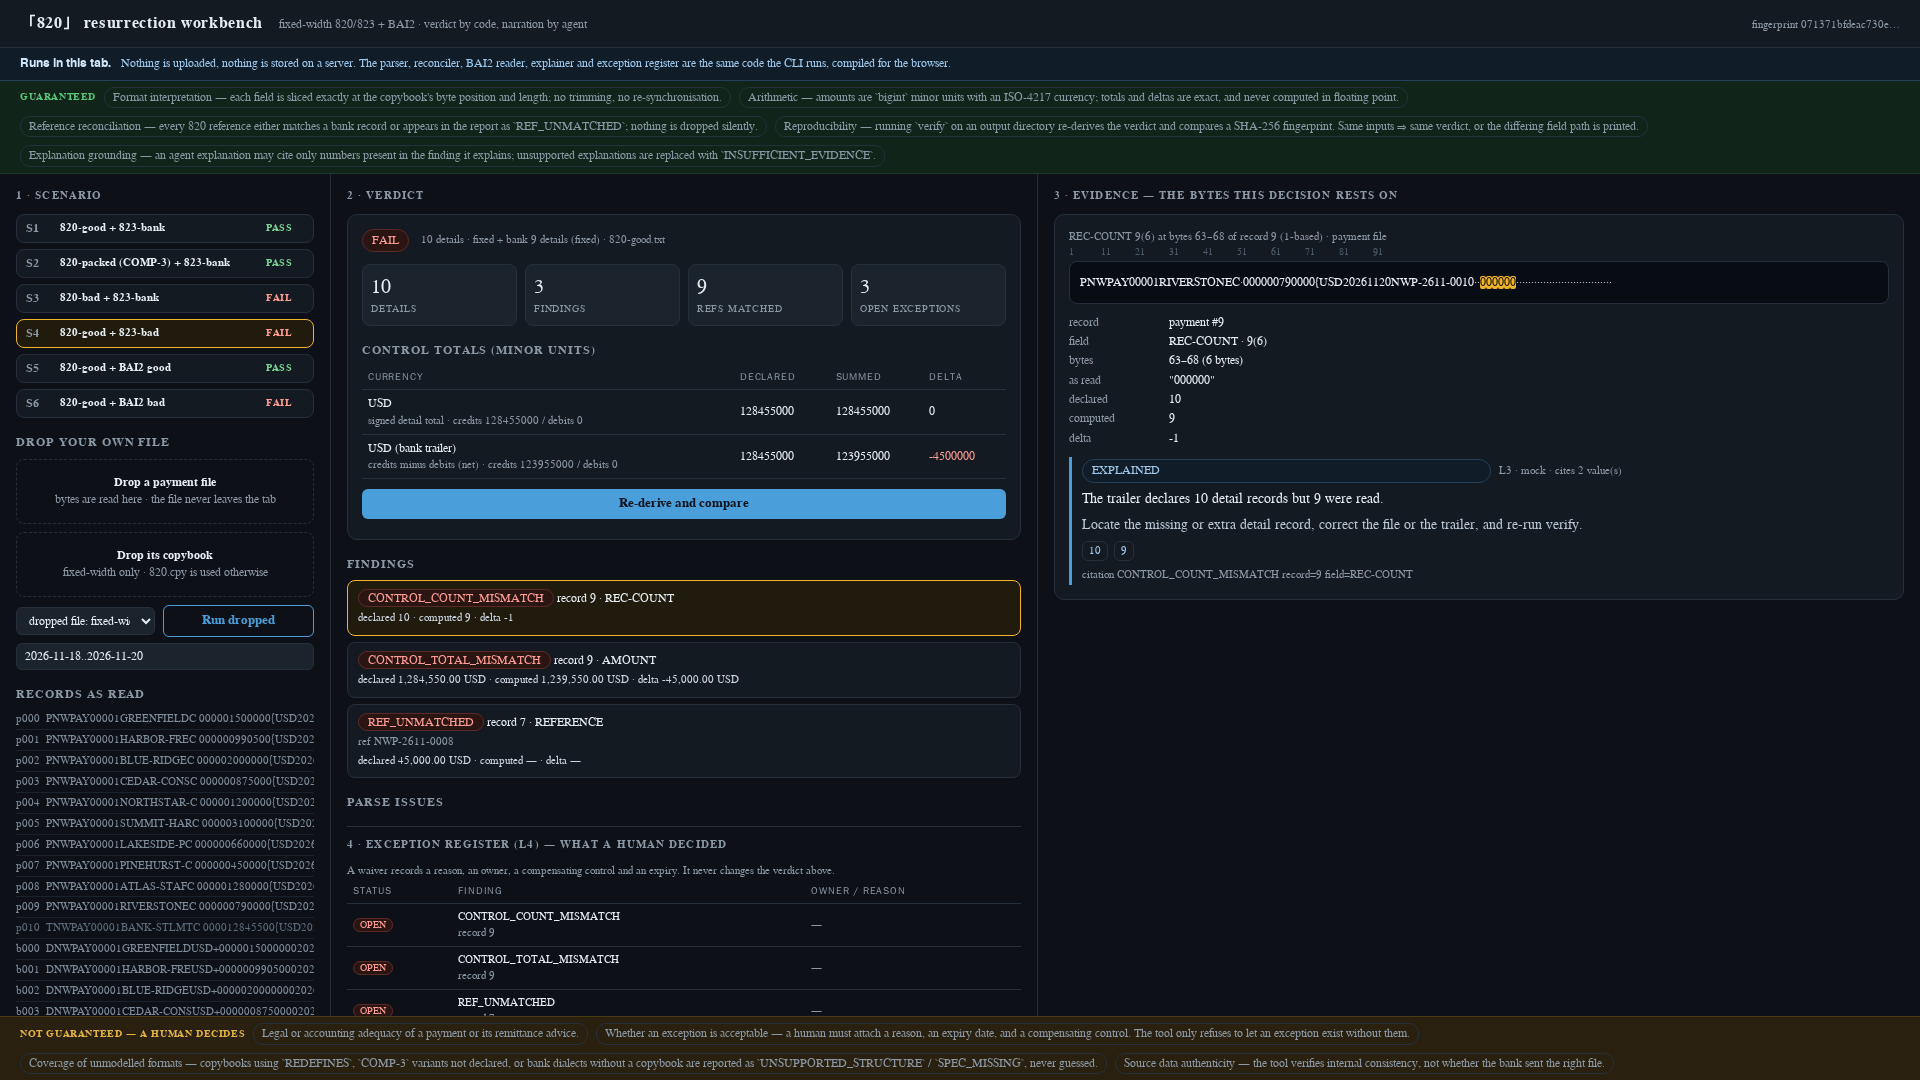 「820」 resurrection workbench fixed-width 820/823 + BAI2 · verdict by code, narration by agent fingerprint 071371bfdeac730e…
Runs in this tab. Nothing is uploaded, nothing is stored on a server. The parser, reconciler, BAI2 reader, explainer and exception register are the same code the CLI runs, compiled for the browser.
GUARANTEED Format interpretation — each field is sliced exactly at the copybook's byte position and length; no trimming, no re-synchronisation. Arithmetic — amounts are `bigint` minor units with an ISO-4217 currency; totals and deltas are exact, and never computed in floating point.
Reference reconciliation — every 820 reference either matches a bank record or appears in the report as `REF_UNMATCHED`; nothing is dropped silently. Reproducibility — running `verify` on an output directory re-derives the verdict and compares a SHA-256 fingerprint. Same inputs ⇒ same verdict, or the differing field path is printed.
Explanation grounding — an agent explanation may cite only numbers present in the finding it explains; unsupported explanations are replaced with `INSUFFICIENT_EVIDENCE`.
1 · SCENARIO
S1 820-good + 823-bank PASS
S2 820-packed (COMP-3) + 823-bank PASS
S3 820-bad + 823-bank FAIL
S4 820-good + 823-bad FAIL
S5 820-good + BAI2 good PASS
S6 820-good + BAI2 bad FAIL
DROP YOUR OWN FILE
Drop a payment file
bytes are read here · the file never leaves the tab
Drop its copybook
fixed-width only · 820.cpy is used otherwise
dropped file: fixed-wi Run dropped
2026-11-18..2026-11-20
RECORDS AS READ
p000 PNWPAY00001GREENFIELDC 000001500000{USD202
p001 PNWPAY00001HARBOR-FREC 000000990500{USD202
p002 PNWPAY00001BLUE-RIDGEC 000002000000{USD202
p003 PNWPAY00001CEDAR-CONSC 000000875000{USD202
p004 PNWPAY00001NORTHSTAR-C 000001200000{USD202
p005 PNWPAY00001SUMMIT-HARC 000003100000{USD202
p006 PNWPAY00001LAKESIDE-PC 000000660000{USD2026
p007 PNWPAY00001PINEHURST-C 000000450000{USD2026
p008 PNWPAY00001ATLAS-STAFC 000001280000{USD202
p009 PNWPAY00001RIVERSTONEC 000000790000{USD202
p010 TNWPAY00001BANK-STLMTC 000012845500{USD20
b000 DNWPAY00001GREENFIELDUSD+0000015000000202
b001 DNWPAY00001HARBOR-FREUSD+0000009905000202
b002 DNWPAY00001BLUE-RIDGEUSD+0000020000000202
b003 DNWPAY00001CEDAR-CONSUSD+0000008750000202
2 · VERDICT
FAIL 10 details · fixed + bank 9 details (fixed) · 820-good.txt
10 3 9 3
DETAILS FINDINGS REFS MATCHED OPEN EXCEPTIONS
CONTROL TOTALS (MINOR UNITS)
CURRENCY DECLARED SUMMED DELTA
USD 128455000 128455000 0
signed detail total · credits 128455000 / debits 0
USD (bank trailer) 128455000 123955000 -4500000
credits minus debits (net) · credits 123955000 / debits 0
Re-derive and compare
FINDINGS
CONTROL_COUNT_MISMATCH record 9 · REC-COUNT
declared 10 · computed 9 · delta -1
CONTROL_TOTAL_MISMATCH record 9 · AMOUNT
declared 1,284,550.00 USD · computed 1,239,550.00 USD · delta -45,000.00 USD
REF_UNMATCHED record 7 · REFERENCE
ref NWP-2611-0008
declared 45,000.00 USD · computed — · delta —
PARSE ISSUES
4 · EXCEPTION REGISTER (L4) — WHAT A HUMAN DECIDED
A waiver records a reason, an owner, a compensating control and an expiry. It never changes the verdict above.
STATUS FINDING OWNER / REASON
OPEN CONTROL_COUNT_MISMATCH —
record 9
OPEN CONTROL_TOTAL_MISMATCH —
record 9
OPEN REF_UNMATCHED —
3 · EVIDENCE — THE BYTES THIS DECISION RESTS ON
REC-COUNT 9(6) at bytes 63–68 of record 9 (1-based) · payment file
1 11 21 31 41 51 61 71 81 91
PNWPAY00001RIVERSTONEC·000000790000{USD20261120NWP-2611-0010··000000································
record payment #9
field REC-COUNT · 9(6)
bytes 63–68 (6 bytes)
as read "000000"
declared 10
computed 9
delta -1
EXPLAINED L3 · mock · cites 2 value(s)
The trailer declares 10 detail records but 9 were read.
Locate the missing or extra detail record, correct the file or the trailer, and re-run verify.
10 9
citation CONTROL_COUNT_MISMATCH record=9 field=REC-COUNT
NOT GUARANTEED — A HUMAN DECIDES Legal or accounting adequacy of a payment or its remittance advice. Whether an exception is acceptable — a human must attach a reason, an expiry date, and a compensating control. The tool only refuses to let an exception exist without them.
Coverage of unmodelled formats — copybooks using `REDEFINES`, `COMP-3` variants not declared, or bank dialects without a copybook are reported as `UNSUPPORTED_STRUCTURE` / `SPEC_MISSING`, never guessed. Source data authenticity — the tool verifies internal consistency, not whether the bank sent the right file.